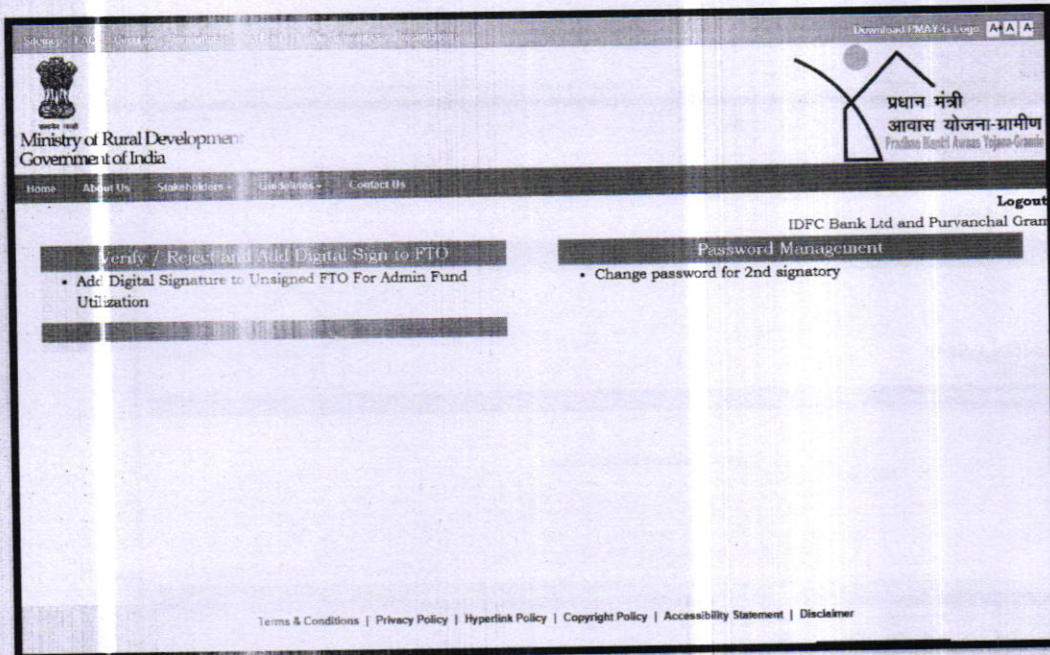 Download PMAY-G Logo A+ A A-
सत्यमेव जयते
Ministry of Rural Development
Government of India
प्रधान मंत्री
आवास योजना-ग्रामीण
Pradhan Mantri Awaas Yojana-Gramin
Home About Us Stakeholders Guidelines Contact Us
Logout
IDFC Bank Ltd and Purvanchal Gram
Verify / Reject and Add Digital Sign to FTO
• Add Digital Signature to Unsigned FTO For Admin Fund
Utilization
Password Management
• Change password for 2nd signatory
Terms & Conditions | Privacy Policy | Hyperlink Policy | Copyright Policy | Accessibility Statement | Disclaimer